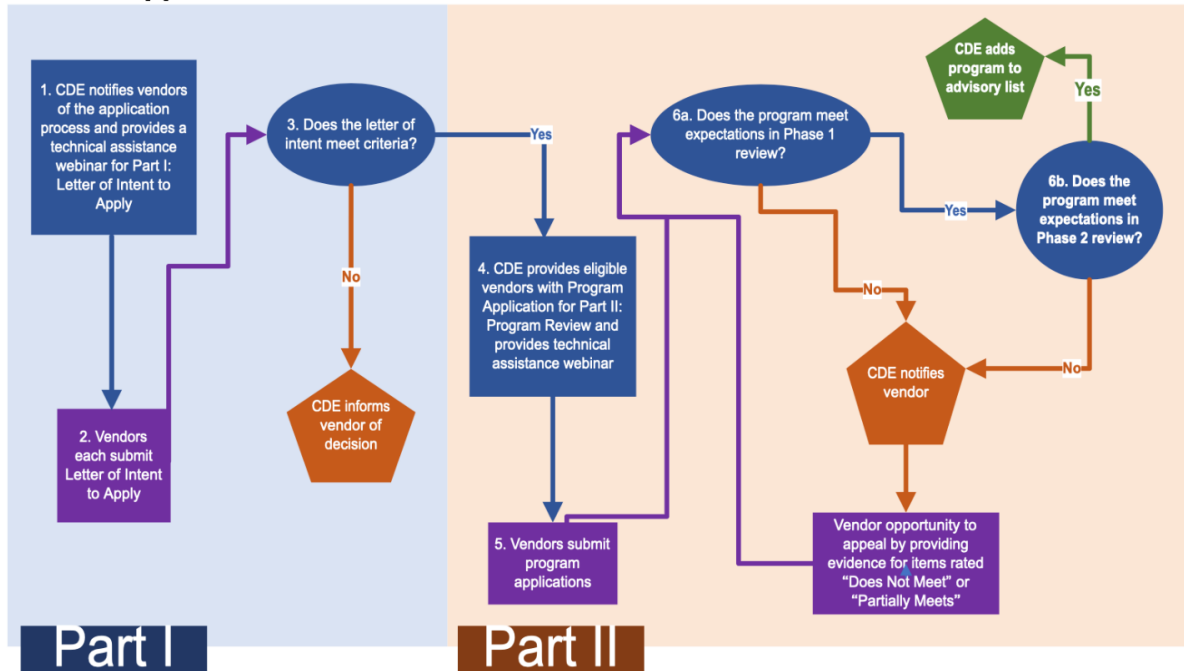 1. CDE notifies vendors
of the application
process and provides a
technical assistance
webinar for Part I:
Letter of Intent to
Apply
2. Vendors
each submit
Letter of Intent
to Apply
3. Does the letter of
intent meet criteria?
Yes
No
CDE informs
vendor of
decision
4. CDE provides eligible
vendors with Program
Application for Part II:
Program Review and
provides technical
assistance webinar
5. Vendors submit
program
applications
6a. Does the program meet
expectations in Phase 1
review?
Yes
No
6b. Does the
program meet
expectations in
Phase 2 review?
Yes
CDE adds
program to
advisory list
No
CDE notifies
vendor
Vendor opportunity to
appeal by providing
evidence for items rated
“Does Not Meet” or
“Partially Meets”
Part I
Part II